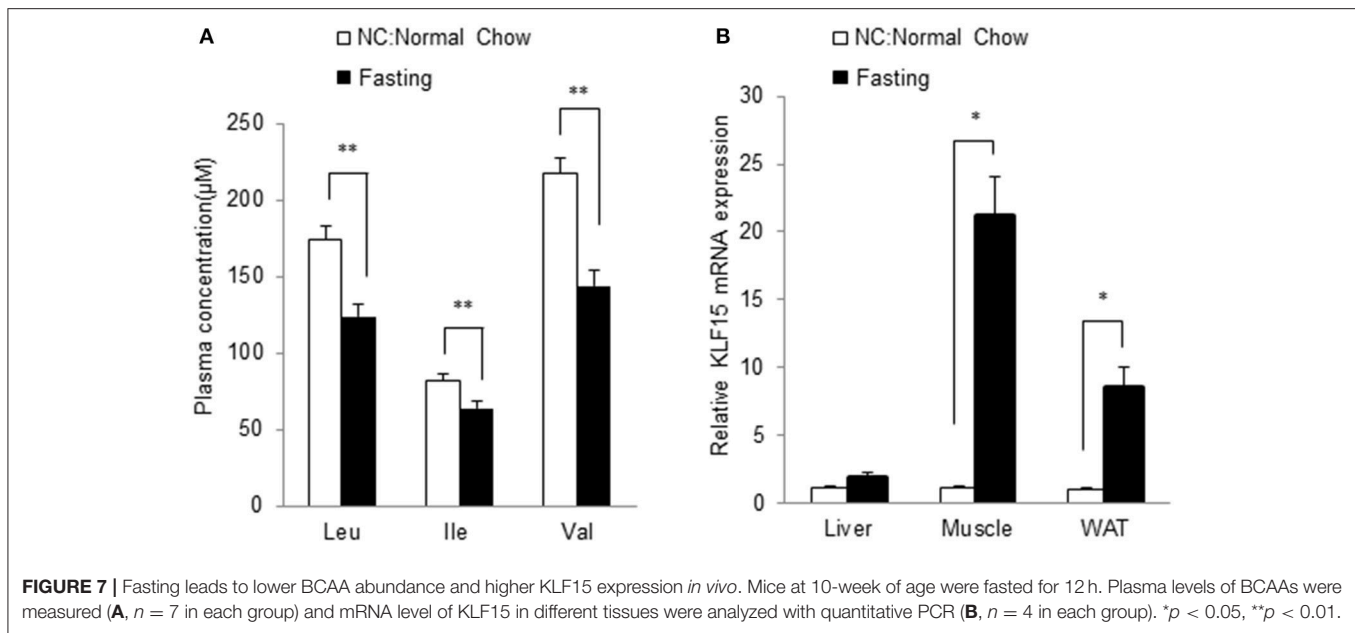 A
NC:Normal Chow
Fasting
Plasma concentration(µM)
250
200
150
100
50
0
**
**
**
Leu Ile Val
B
NC:Normal Chow
Fasting
Relative KLF15 mRNA expression
30
25
20
15
10
5
0
*
*
Liver Muscle WAT
FIGURE 7 | Fasting leads to lower BCAA abundance and higher KLF15 expression in vivo. Mice at 10-week of age were fasted for 12 h. Plasma levels of BCAAs were
measured (A, n = 7 in each group) and mRNA level of KLF15 in different tissues were analyzed with quantitative PCR (B, n = 4 in each group). *p < 0.05, **p < 0.01.